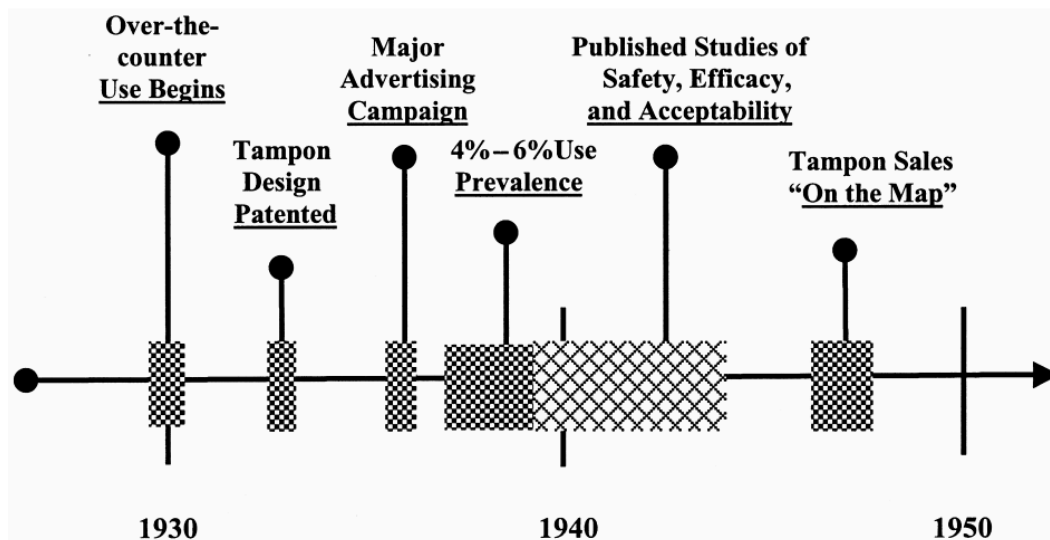 Over-the-
counter
Use Begins
Tampon
Design
Patented
Major
Advertising
Campaign
4%–6%Use
Prevalence
Published Studies of
Safety, Efficacy,
and Acceptability
Tampon Sales
“On the Map”
1930
1940
1950